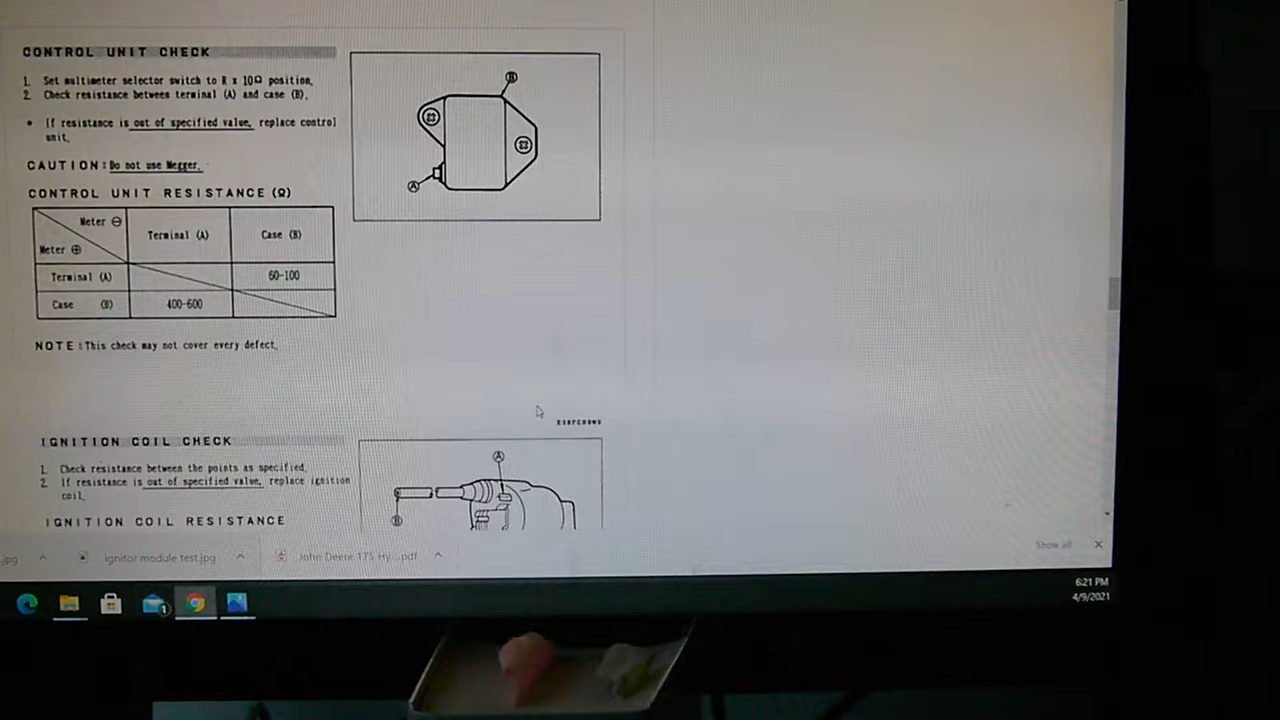 CONTROL UNIT CHECK
1. Set multimeter selector switch to R x 10Ω position.
2. Check resistance between terminal (A) and case (B).
• If resistance is out of specified value, replace control
unit.
CAUTION: Do not use Megger.
CONTROL UNIT RESISTANCE (Ω)
Meter ⊖
Meter ⊕
Terminal (A)
Case (B)
Terminal (A)
60-100
Case (B)
400-600
NOTE: This check may not cover every defect.
B
A
IGNITION COIL CHECK
1. Check resistance between the points as specified.
2. If resistance is out of specified value, replace ignition
coil.
IGNITION COIL RESISTANCE
A
B
jpg
ignitor module test.jpg
John Deere 175 Hy....pdf
Show all
1
6:21 PM
4/9/2021